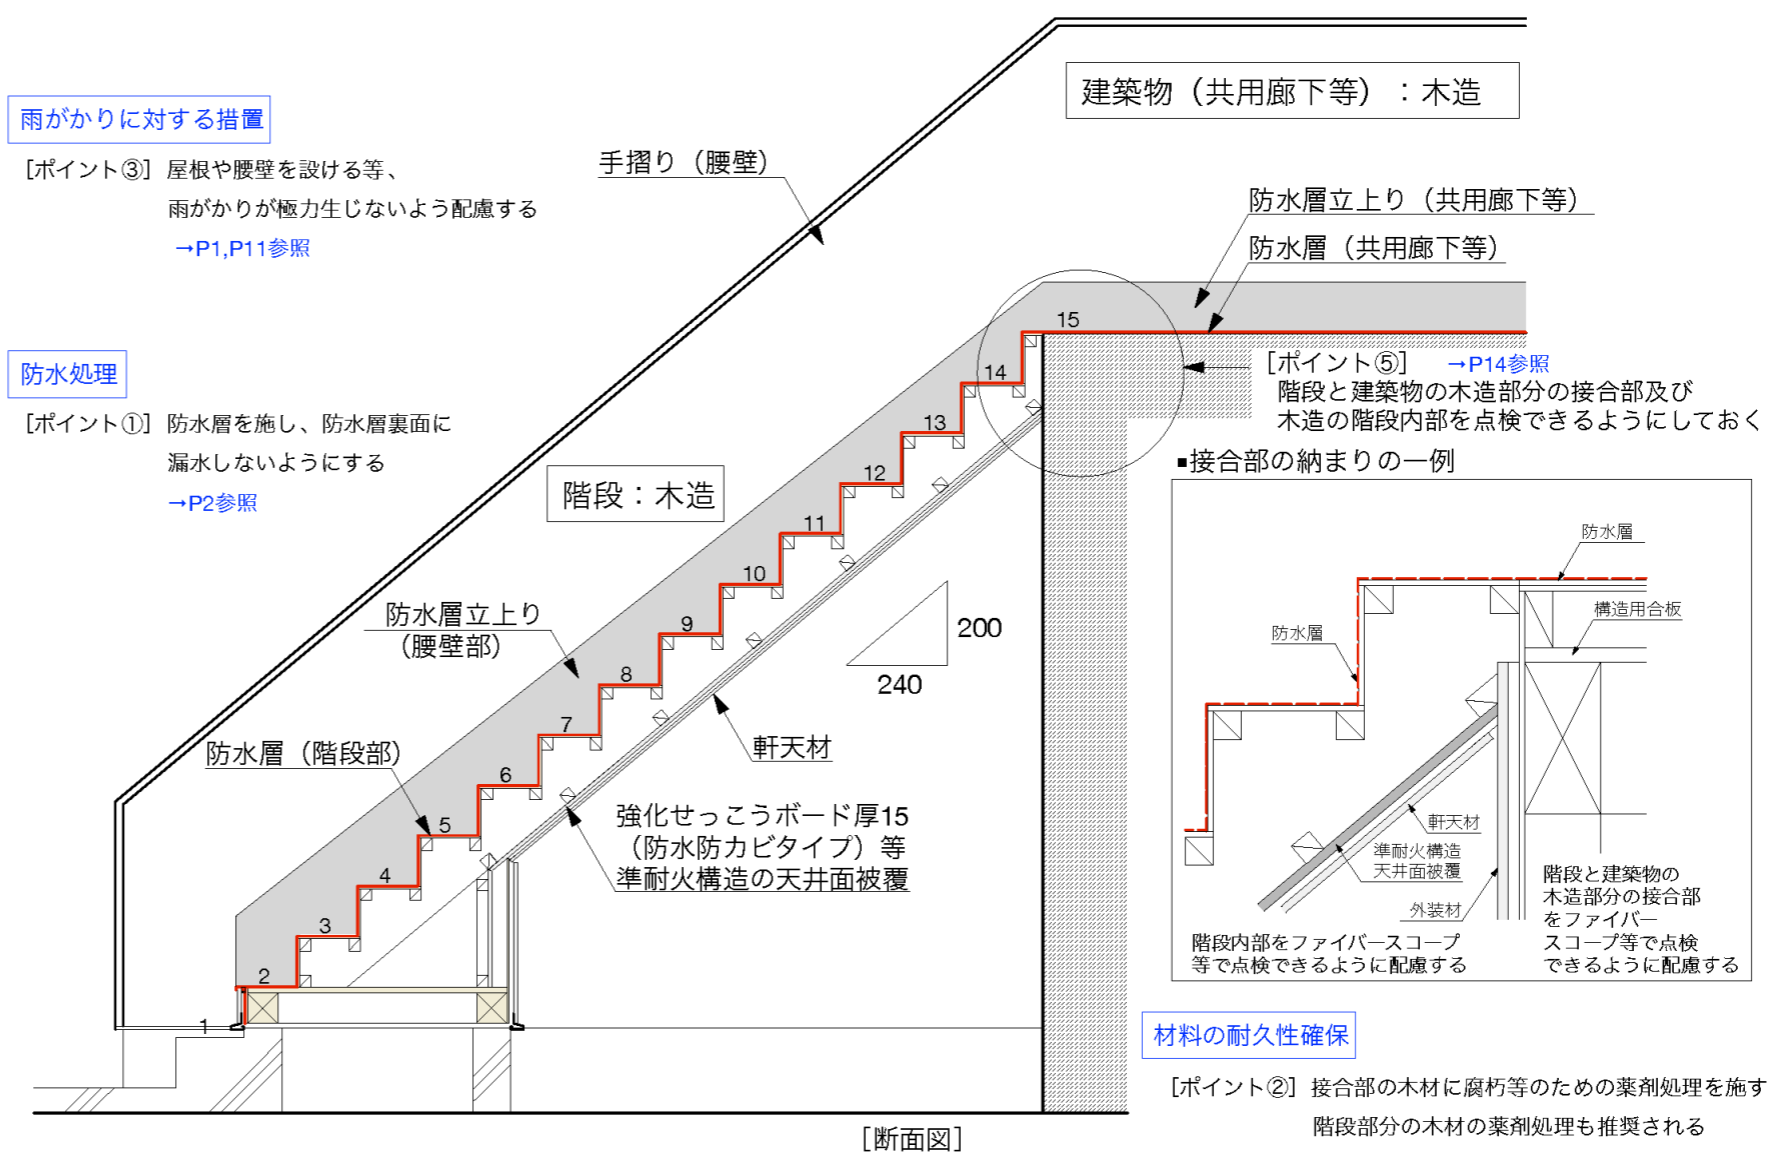 建築物（共用廊下等）：木造
雨がかりに対する措置
［ポイント③］屋根や腰壁を設ける等、
雨がかりが極力生じないよう配慮する
→P1,P11参照
手摺り（腰壁）
防水層立上り（共用廊下等）
防水層（共用廊下等）
防水処理
［ポイント①］防水層を施し、防水層裏面に
漏水しないようにする
→P2参照
階段：木造
［ポイント⑤］ →P14参照
階段と建築物の木造部分の接合部及び
木造の階段内部を点検できるようにしておく
■接合部の納まりの一例
防水層立上り
（腰壁部）
防水層（階段部）
15
14
13
12
11
10
9
8
7
6
5
4
3
2
1
200
240
軒天材
強化せっこうボード厚15
（防水防カビタイプ）等
準耐火構造の天井面被覆
防水層
構造用合板
防水層
軒天材
準耐火構造
天井面被覆
外装材
階段内部をファイバースコープ
等で点検できるように配慮する
階段と建築物の
木造部分の接合部
をファイバー
スコープ等で点検
できるように配慮する
材料の耐久性確保
［ポイント②］接合部の木材に腐朽等のための薬剤処理を施す
階段部分の木材の薬剤処理も推奨される
［断面図］